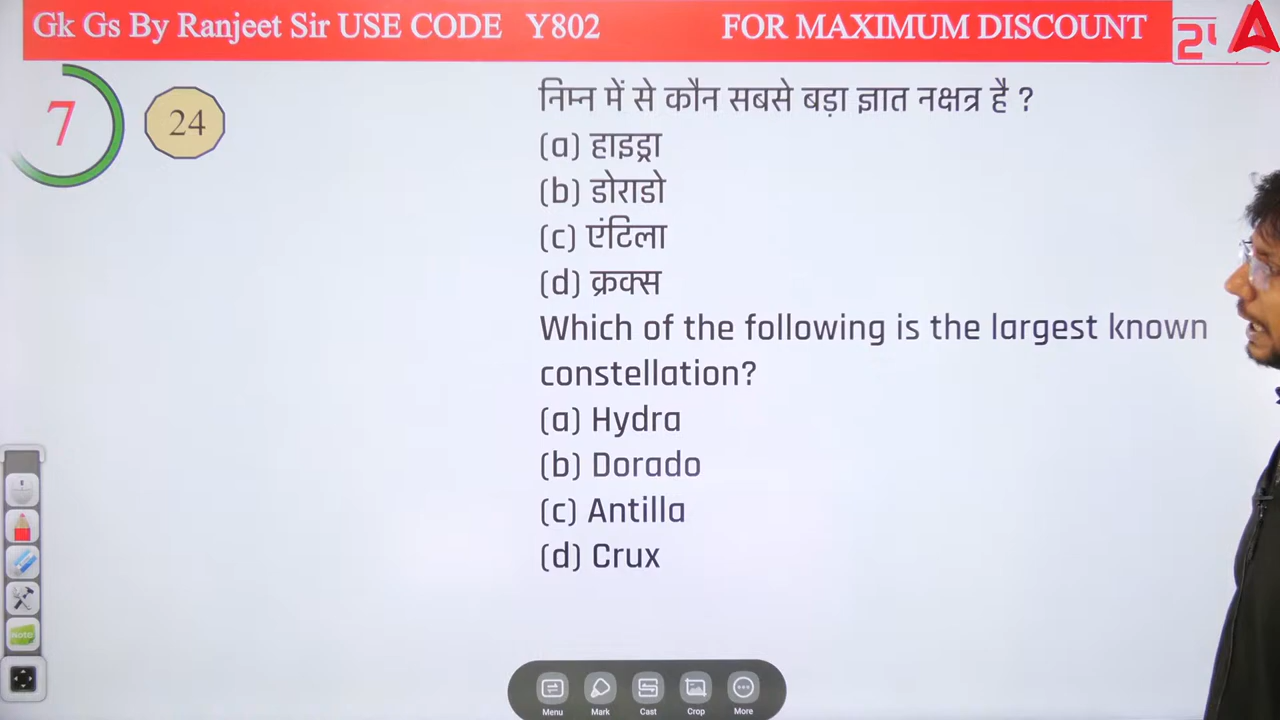 Gk Gs By Ranjeet Sir USE CODE Y802 FOR MAXIMUM DISCOUNT
7
24
निम्न में से कौन सबसे बड़ा ज्ञात नक्षत्र है ?
(a) हाइड्रा
(b) डोराडो
(c) एंटिला
(d) क्रक्स
Which of the following is the largest known
constellation?
(a) Hydra
(b) Dorado
(c) Antilla
(d) Crux
Note
Menu Mark Cast Crop More